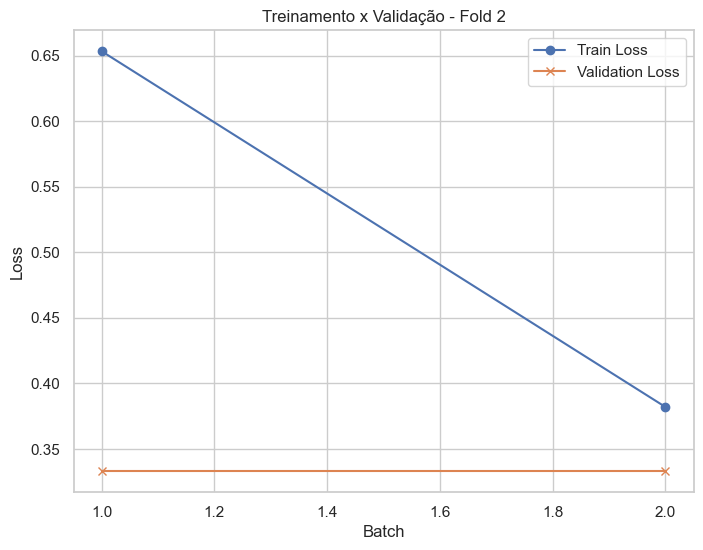 Treinamento x Validação - Fold 2
Train Loss
Validation Loss
0.65
0.60
0.55
0.50
0.45
0.40
0.35
Loss
1.0
1.2
1.4
1.6
1.8
2.0
Batch